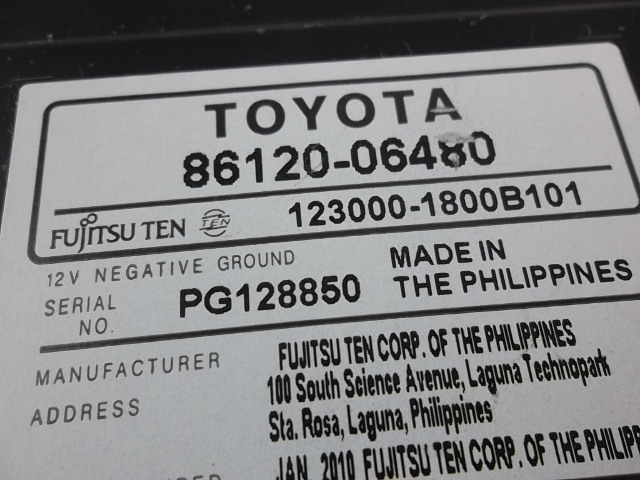 TOYOTA
86120-06480
FUJITSU TEN TEN 123000-1800B101
12V NEGATIVE GROUND
SERIAL NO. PG128850 MADE IN THE PHILIPPINES
MANUFACTURER FUJITSU TEN CORP. OF THE PHILIPPINES
ADDRESS 100 South Science Avenue, Laguna Technopark
Sta. Rosa, Laguna, Philippines
JAN. 2010 FUJITSU TEN CORP. OF THE